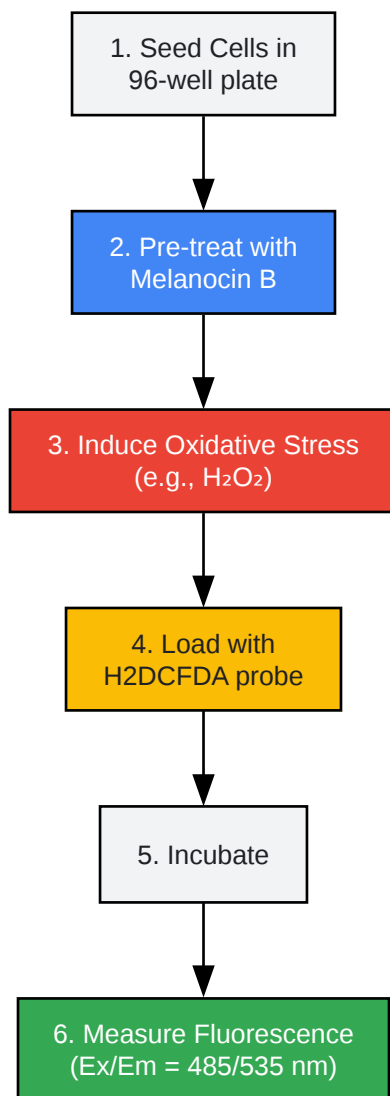 1. Seed Cells in
96-well plate
2. Pre-treat with
Melanocin B
3. Induce Oxidative Stress
(e.g., H₂O₂)
4. Load with
H2DCFDA probe
5. Incubate
6. Measure Fluorescence
(Ex/Em = 485/535 nm)